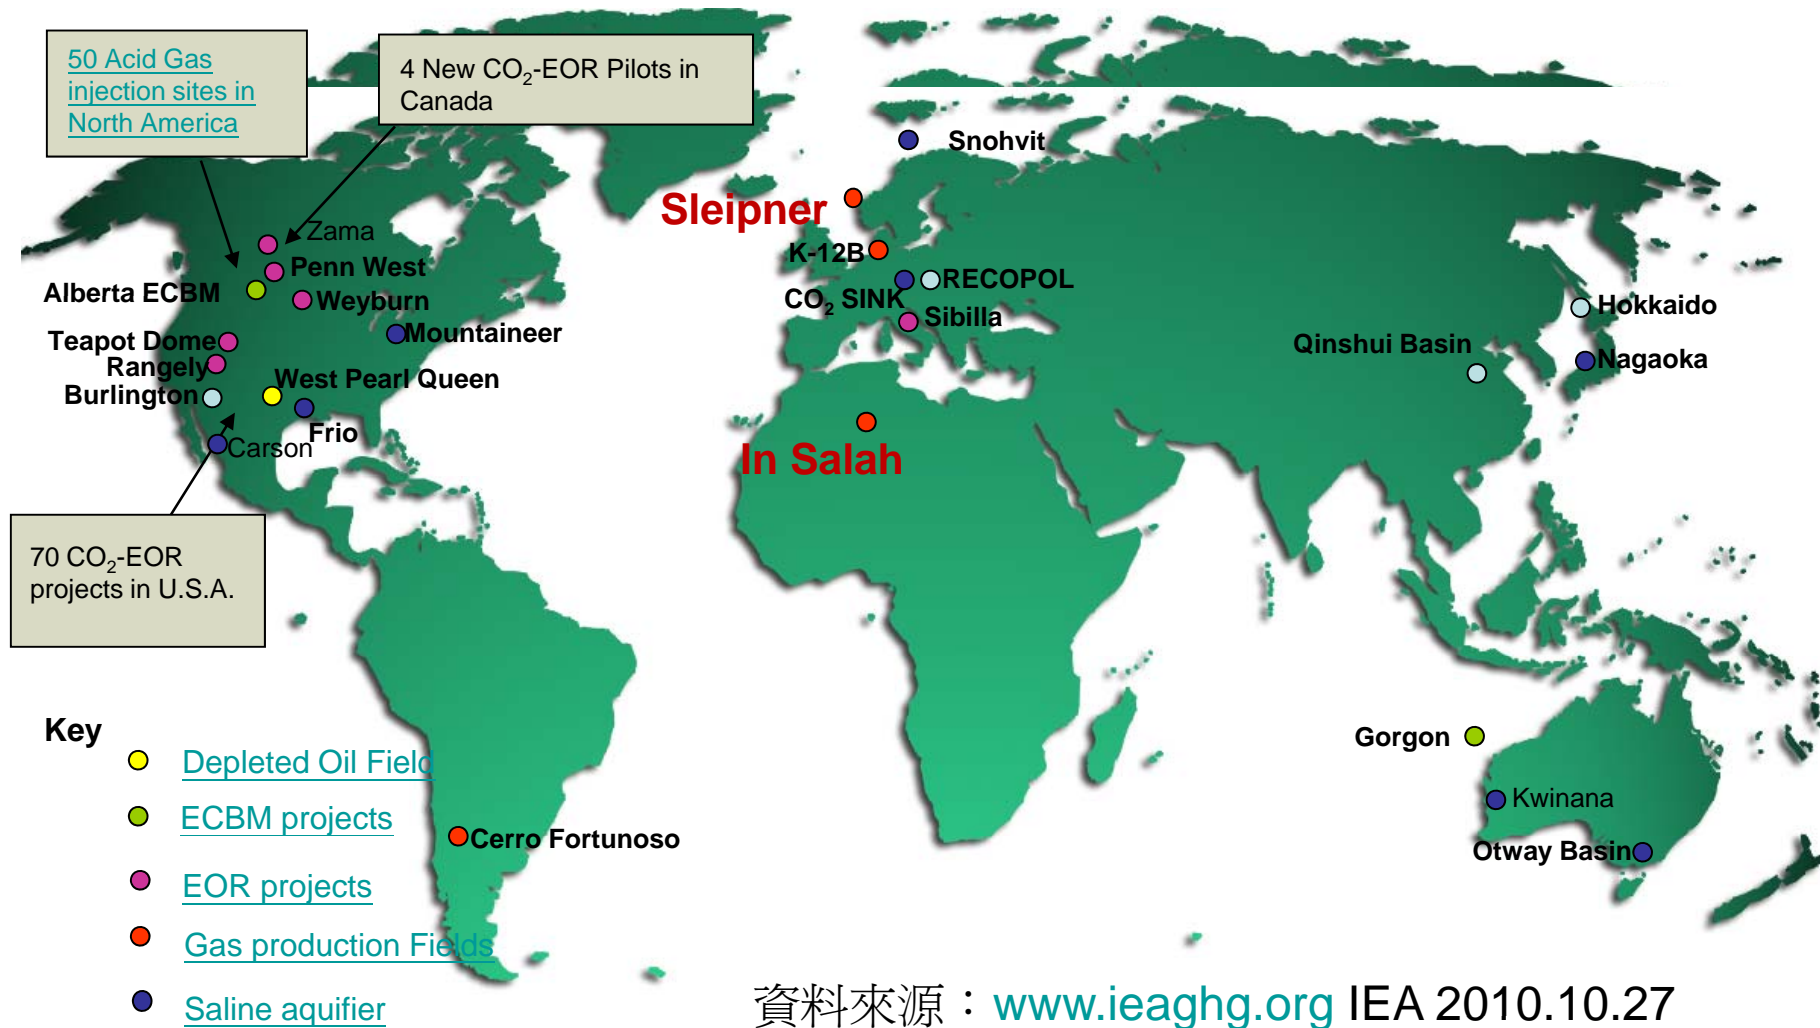 50 Acid Gas
injection sites in
North America
4 New CO₂-EOR Pilots in
Canada
Snohvit
Sleipner
Zama
K-12B
Penn West
RECOPOL
Alberta ECBM
Weyburn
CO₂ SINK
Hokkaido
Sibilla
Mountaineer
Teapot Dome
Qinshui Basin
Nagaoka
Rangely
West Pearl Queen
Burlington
Frio
Carson
In Salah
70 CO₂-EOR
projects in U.S.A.
Key
Depleted Oil Field
Gorgon
ECBM projects
Kwinana
Cerro Fortunoso
Otway Basin
EOR projects
Gas production Fields
Saline aquifier
資料來源：www.ieaghg.org IEA 2010.10.27